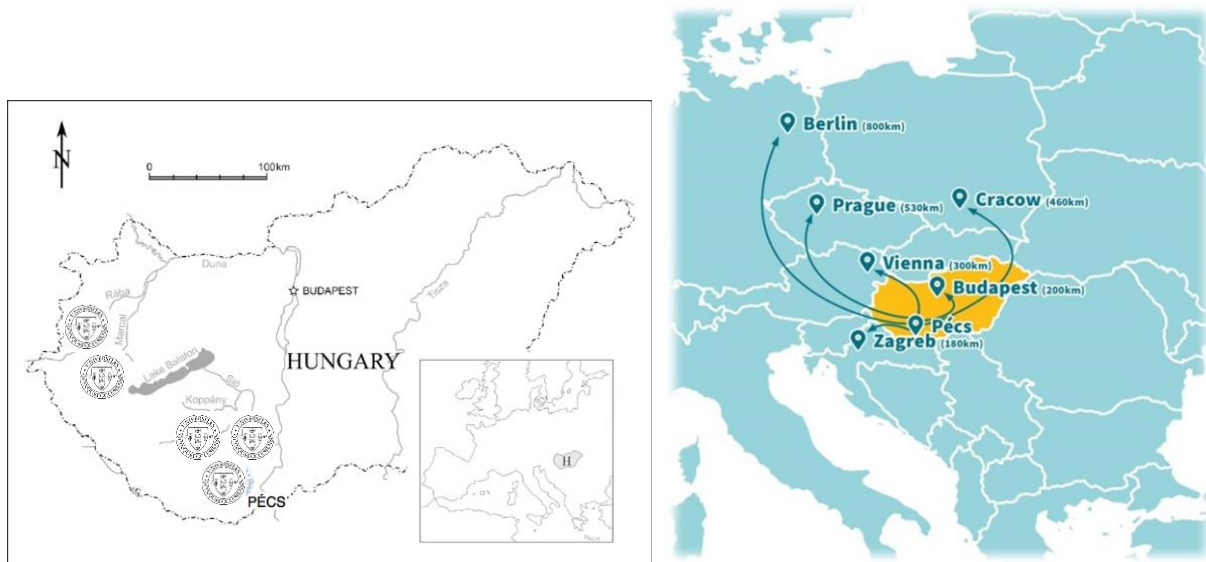 N
0 100km
Duna
Rába
Marcal
BUDAPEST
Tisza
HUNGARY
Lake Balaton
Sió
Koppány
PÉCS
H
Berlin (800km)
Prague (530km)
Cracow (460km)
Vienna (300km)
Budapest (200km)
Pécs
Zagreb (180km)